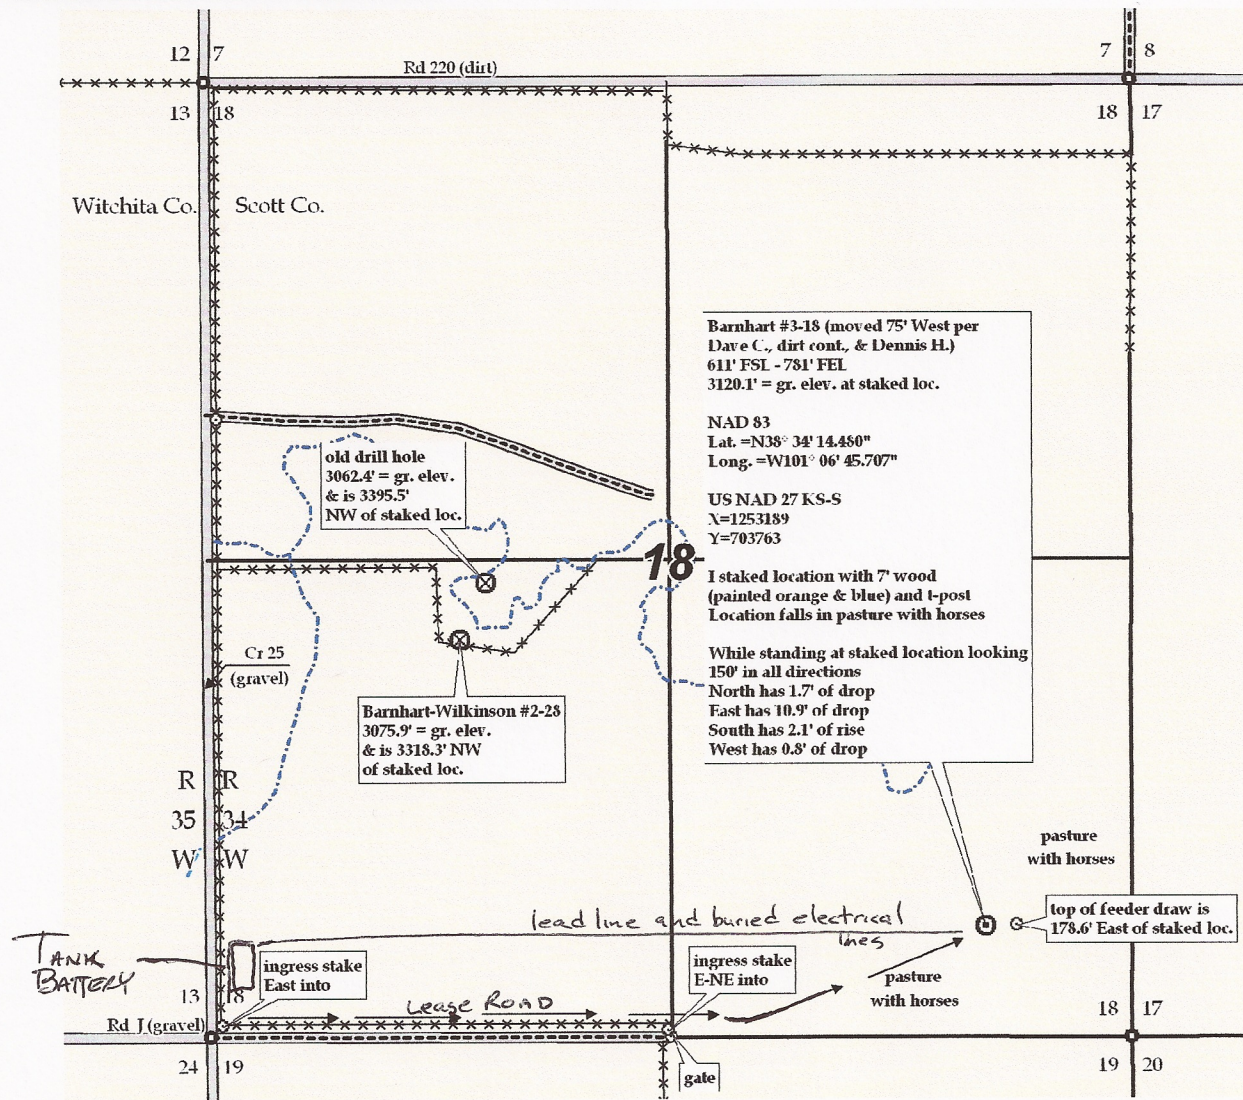 12 7
7 8
Rd 220 (dirt)
13 18
18 17
Witchita Co. Scott Co.
Barnhart #3-18 (moved 75' West per
Dave C., dirt cont., & Dennis H.)
611' FSL - 781' FEL
3120.1' = gr. elev. at staked loc.
NAD 83
Lat. =N38° 34' 14.480"
Long. =W101° 06' 45.707"
US NAD 27 KS-S
X=1253189
Y=703763
I staked location with 7' wood
(painted orange & blue) and t-post
Location falls in pasture with horses
While standing at staked location looking
150' in all directions
North has 1.7' of drop
East has 10.9' of drop
South has 2.1' of rise
West has 0.8' of drop
old drill hole
3062.4' = gr. elev.
& is 3395.5'
NW of staked loc.
18
Cr 25
(gravel)
Barnhart-Wilkinson #2-28
3075.9' = gr. elev.
& is 3318.3' NW
of staked loc.
R R
35 34
W W
pasture
with horses
top of feeder draw is
178.6' East of staked loc.
lead line and buried electrical
lines
TANK
BATTERY
ingress stake
East into
ingress stake
E-NE into
pasture
with horses
13 18
Lease ROAD
18 17
Rd J (gravel)
24 19
gate
19 20